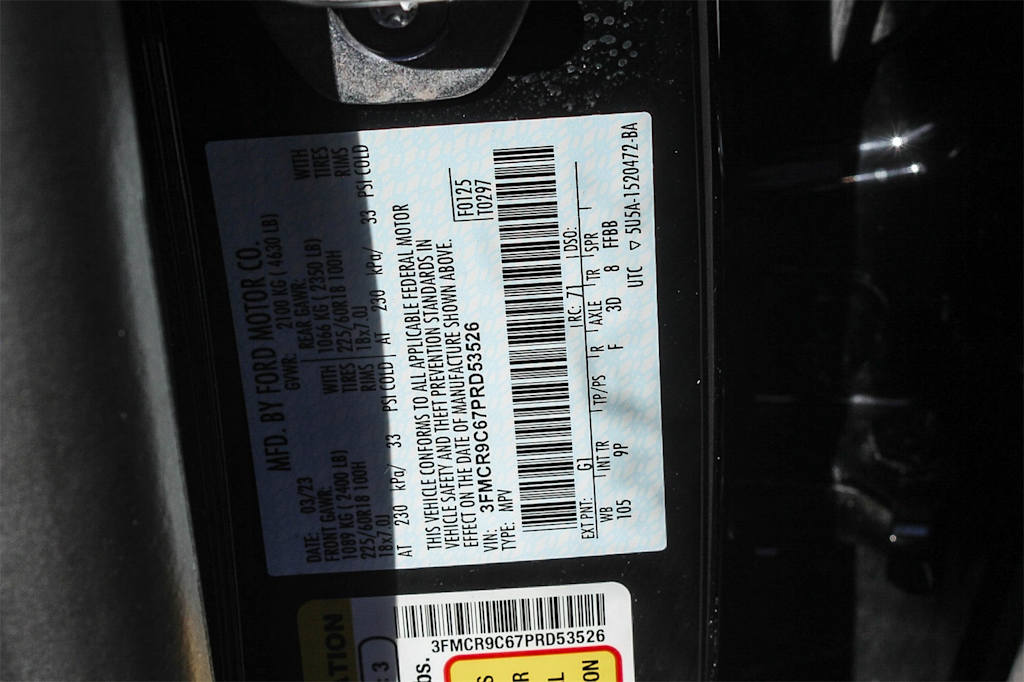 MFD. BY FORD MOTOR CO.
DATE: 03/23 GVWR: 2100 KG ( 4630 LB)
FRONT GAWR: REAR GAWR:
1089 KG ( 2400 LB) WITH 1066 KG ( 2350 LB) WITH
225/60R18 100H TIRES 225/60R18 100H TIRES
18x7.0J RIMS 18x7.0J RIMS
AT 230 kPa/ 33 PSI COLD AT 230 kPa/ 33 PSI COLD
THIS VEHICLE CONFORMS TO ALL APPLICABLE FEDERAL MOTOR
VEHICLE SAFETY AND THEFT PREVENTION STANDARDS IN
EFFECT ON THE DATE OF MANUFACTURE SHOWN ABOVE.
VIN: 3FMCR9C67PRD53526 F0125
TYPE: MPV T0297
EXT PNT: G1 RC: 71 DSO:
WB INT TR TP/PS R AXLE TR SPR
105 9P F 3D 8 FFBB
UTC ▽ 5U5A-1520472-BA
ATION
: 3
3FMCR9C67PRD53526
ON